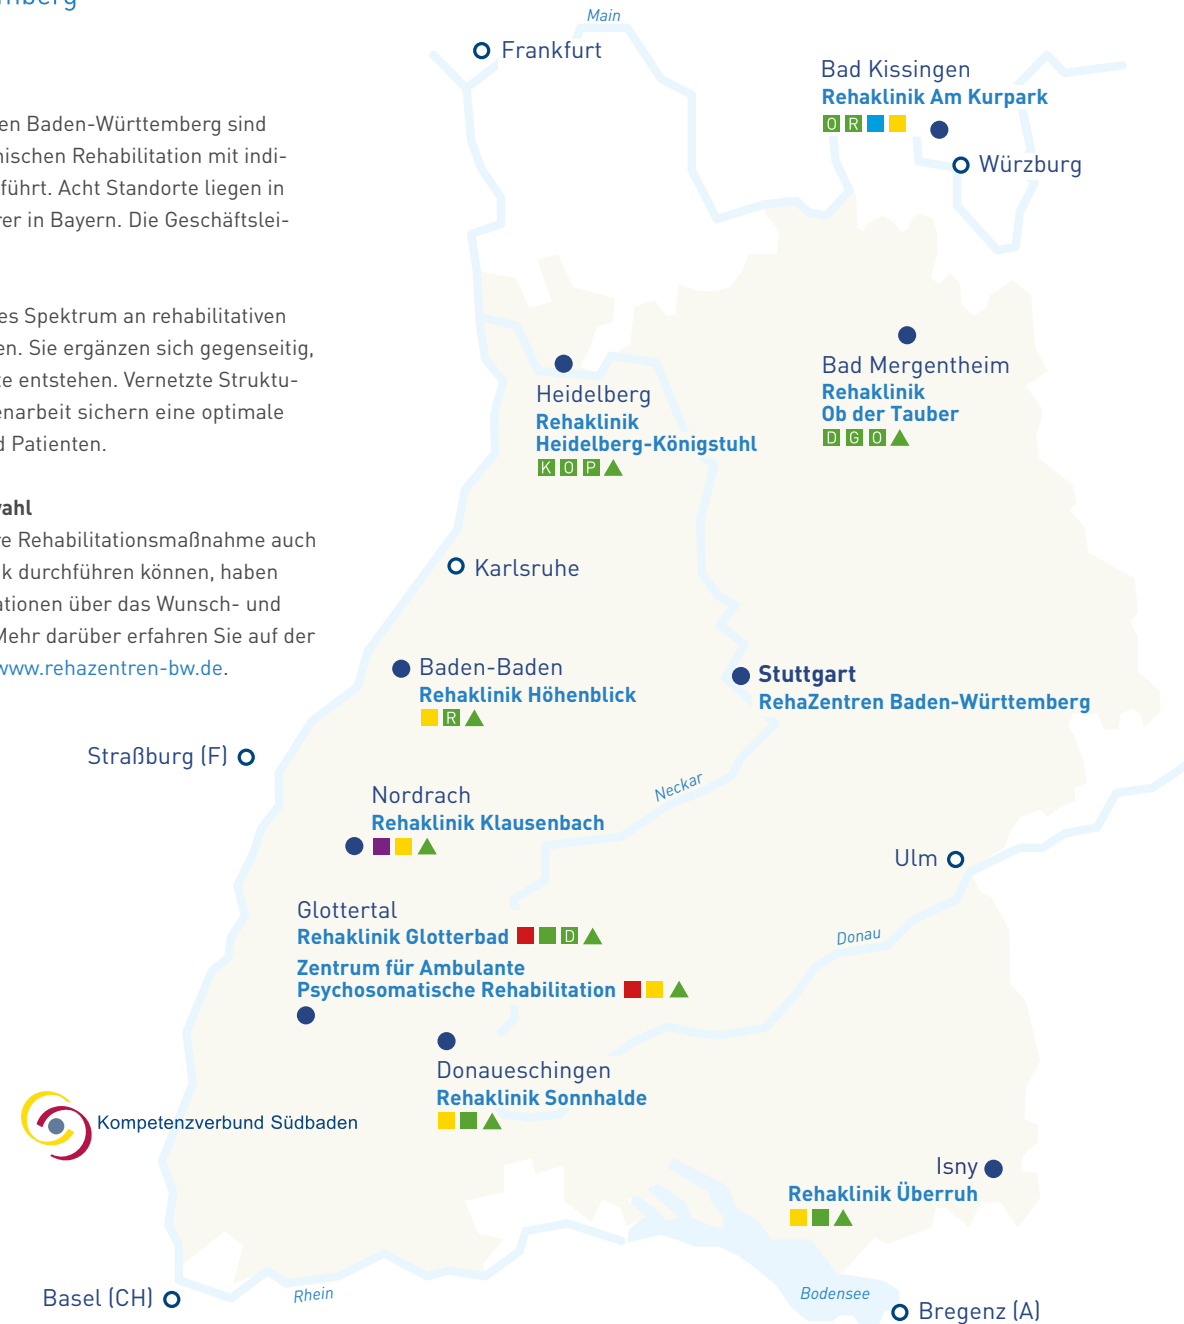 mberg
en Baden-Württemberg sind
nischen Rehabilitation mit indi-
führt. Acht Standorte liegen in
rer in Bayern. Die Geschäftslei-
es Spektrum an rehabilitativen
en. Sie ergänzen sich gegenseitig,
te entstehen. Vernetzte Struktu-
enarbeit sichern eine optimale
d Patienten.
vahl
re Rehabilitationsmaßnahme auch
k durchführen können, haben
ationen über das Wunsch- und
Mehr darüber erfahren Sie auf der
www.rehazentren-bw.de.
Main
Frankfurt
Bad Kissingen
Rehaklinik Am Kurpark
O R
Würzburg
Heidelberg
Rehaklinik
Heidelberg-Königstuhl
K O P
Bad Mergentheim
Rehaklinik
Ob der Tauber
D G O
Karlsruhe
Baden-Baden
Rehaklinik Höhenblick
R
Stuttgart
RehaZentren Baden-Württemberg
Straßburg (F)
Neckar
Nordrach
Rehaklinik Klausenbach
Ulm
Donau
Glottertal
Rehaklinik Glotterbad D
Zentrum für Ambulante
Psychosomatische Rehabilitation
Donaueschingen
Rehaklinik Sonnhalde
Kompetenzverbund Südbaden
Isny
Rehaklinik Überruh
Basel (CH)
Rhein
Bodensee
Bregenz (A)